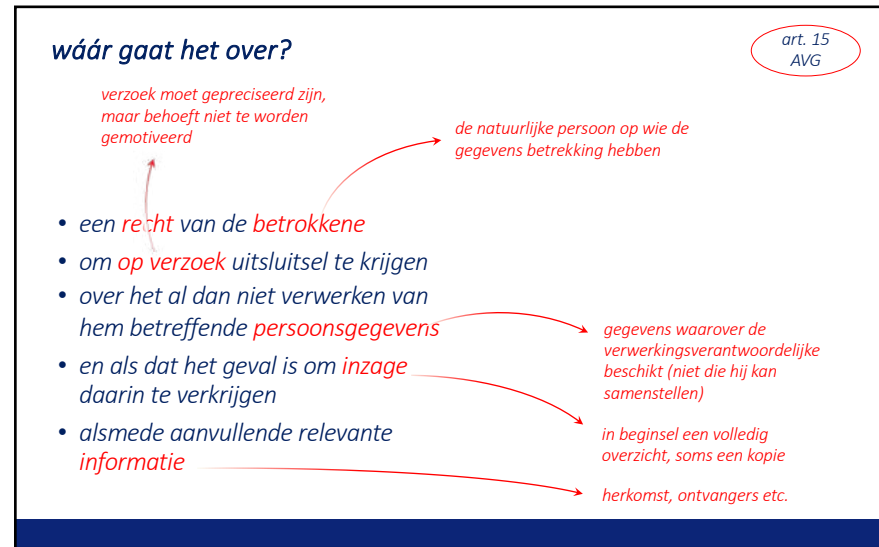 wáár gaat het over?
art. 15
AVG
verzoek moet gepreciseerd zijn,
maar behoeft niet te worden
gemotiveerd
de natuurlijke persoon op wie de
gegevens betrekking hebben
• een recht van de betrokkene
• om op verzoek uitsluitsel te krijgen
• over het al dan niet verwerken van
hem betreffende persoonsgegevens
• en als dat het geval is om inzage
daarin te verkrijgen
• alsmede aanvullende relevante
informatie
gegevens waarover de
verwerkingsverantwoordelijke
beschikt (niet die hij kan
samenstellen)
in beginsel een volledig
overzicht, soms een kopie
herkomst, ontvangers etc.